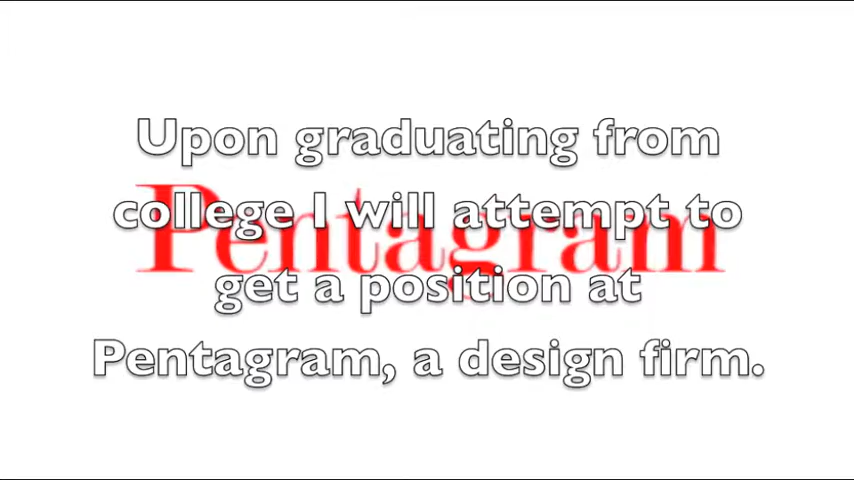 Upon graduating from
college I will attempt to
Pentagram
get a position at
Pentagram, a design firm.